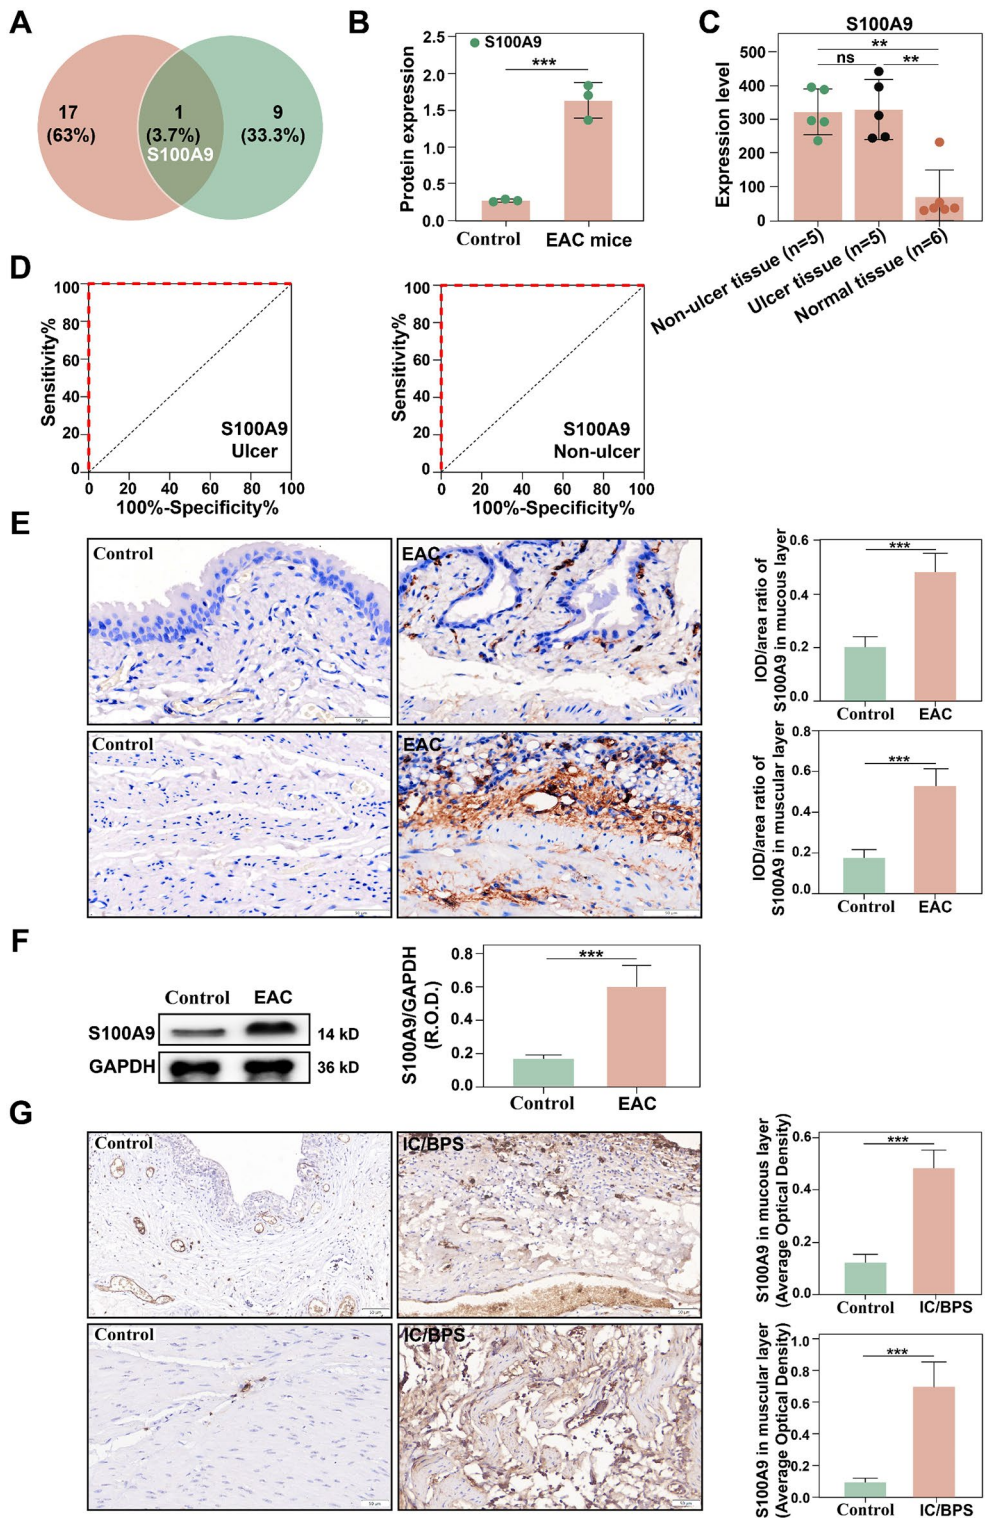 A
17
(63%)
1
(3.7%)
S100A9
9
(33.3%)
B
Protein expression
2.5
2.0
1.5
1.0
0.5
0.0
S100A9
***
Control
EAC mice
C
S100A9
Expression level
500
400
300
200
100
0
**
ns
**
Non-ulcer tissue (n=5)
Ulcer tissue (n=5)
Normal tissue (n=6)
D
Sensitivity%
100
80
60
40
20
0
S100A9
Ulcer
0 20 40 60 80 100
100%-Specificity%
Sensitivity%
100
80
60
40
20
0
S100A9
Non-ulcer
0 20 40 60 80 100
100%-Specificity%
E
Control
EAC
Control
EAC
IOD/area ratio of
S100A9 in mucous layer
0.6
0.4
0.2
0.0
***
Control
EAC
IOD/area ratio of
S100A9 in muscular layer
0.8
0.6
0.4
0.2
0.0
***
Control
EAC
F
Control
EAC
S100A9
14 kD
GAPDH
36 kD
S100A9/GAPDH
(R.O.D.)
0.8
0.6
0.4
0.2
0.0
***
Control
EAC
G
Control
IC/BPS
Control
IC/BPS
S100A9 in mucous layer
(Average Optical Density)
0.6
0.4
0.2
0.0
***
Control
IC/BPS
S100A9 in muscular layer
(Average Optical Density)
1.0
0.8
0.6
0.4
0.2
0.0
***
Control
IC/BPS